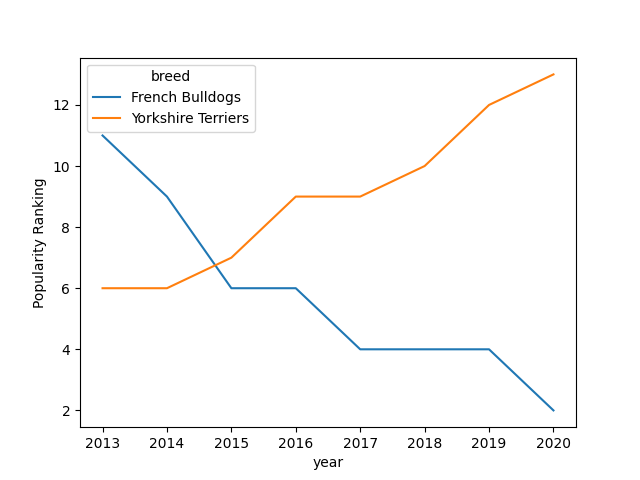 breed
French Bulldogs
Yorkshire Terriers
Popularity Ranking
12
10
8
6
4
2
2013 2014 2015 2016 2017 2018 2019 2020
year